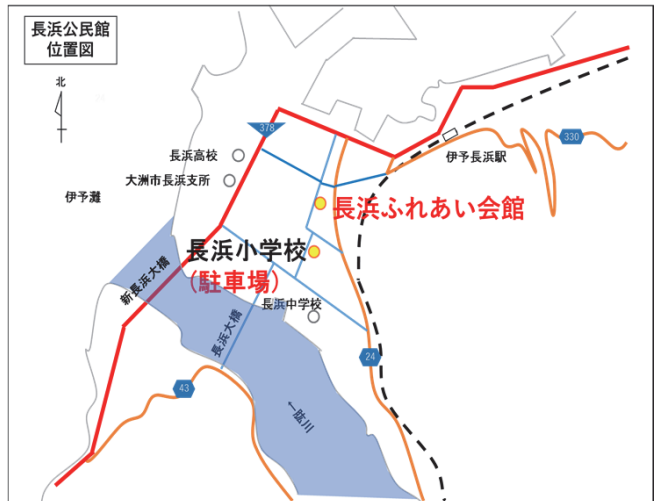 長浜公民館
位置図
北
378
長浜高校
大洲市長浜支所
伊予灘
伊予長浜駅
330
長浜ふれあい会館
長浜小学校
(駐車場)
新長浜大橋
長浜中学校
長浜大橋
24
43
←肱川